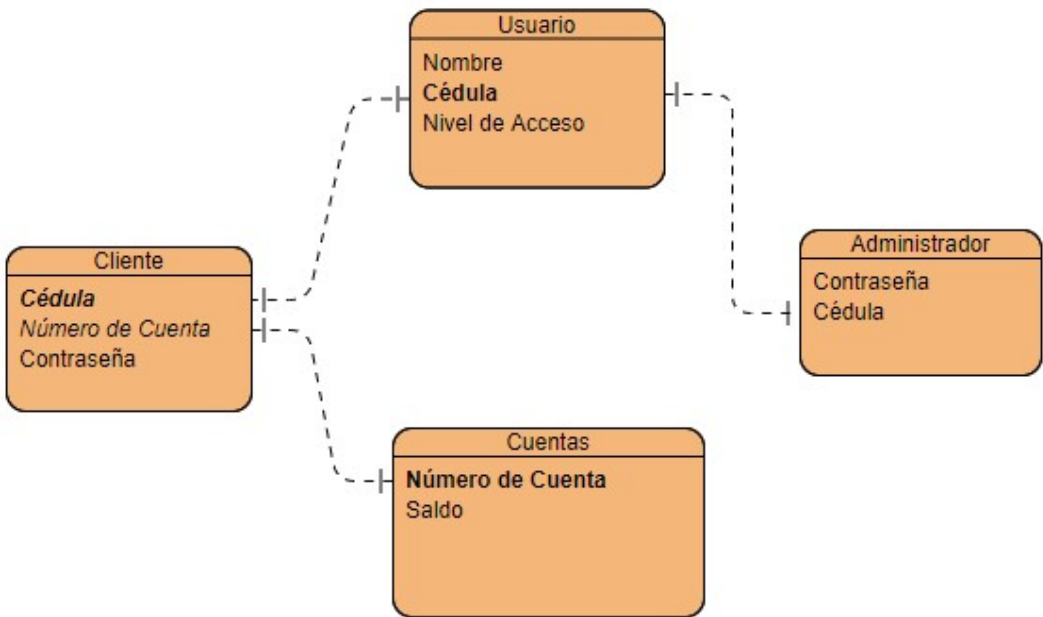 Usuario
Nombre
Cédula
Nivel de Acceso
Cliente
Cédula
Número de Cuenta
Contraseña
Administrador
Contraseña
Cédula
Cuentas
Número de Cuenta
Saldo